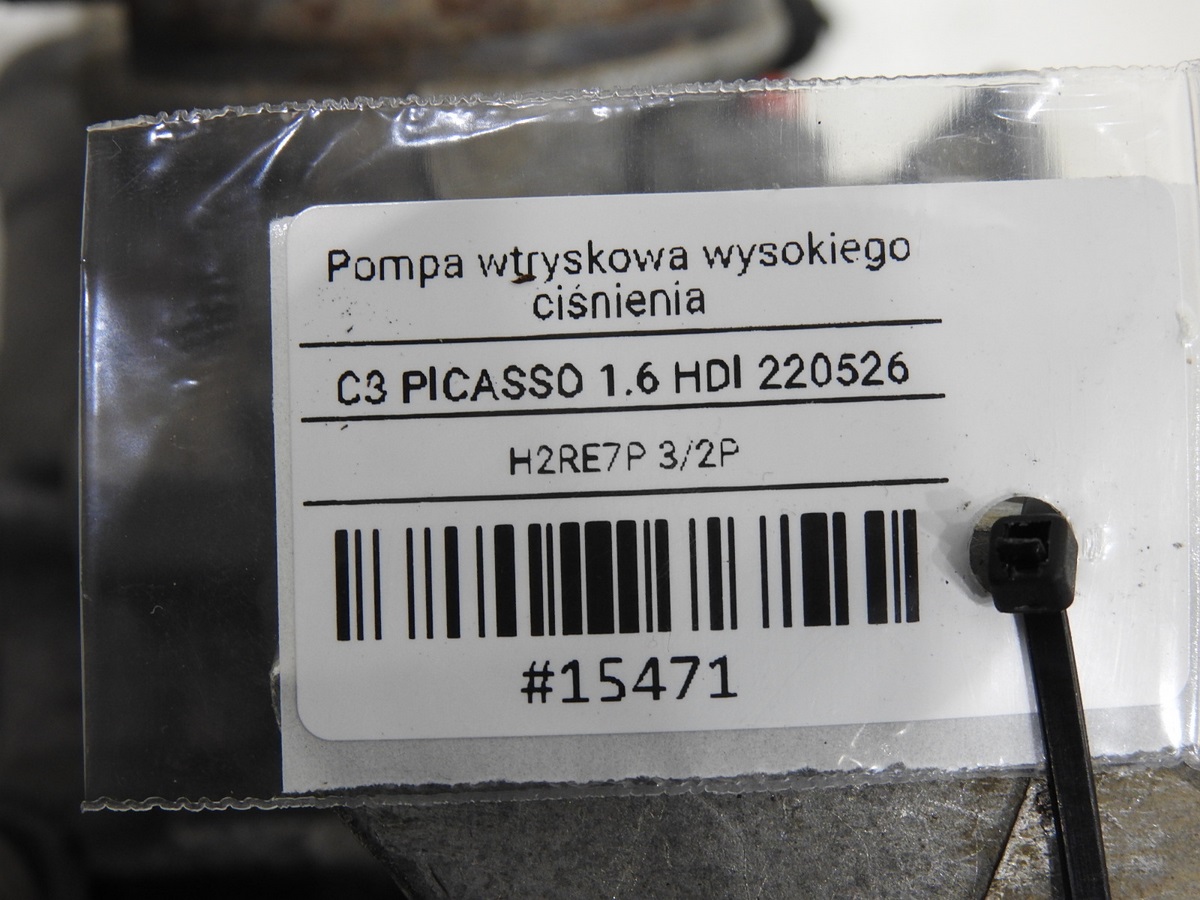 Pompa wtryskowa wysokiego
ciśnienia
C3 PICASSO 1.6 HDI 220526
H2RE7P 3/2P
#15471